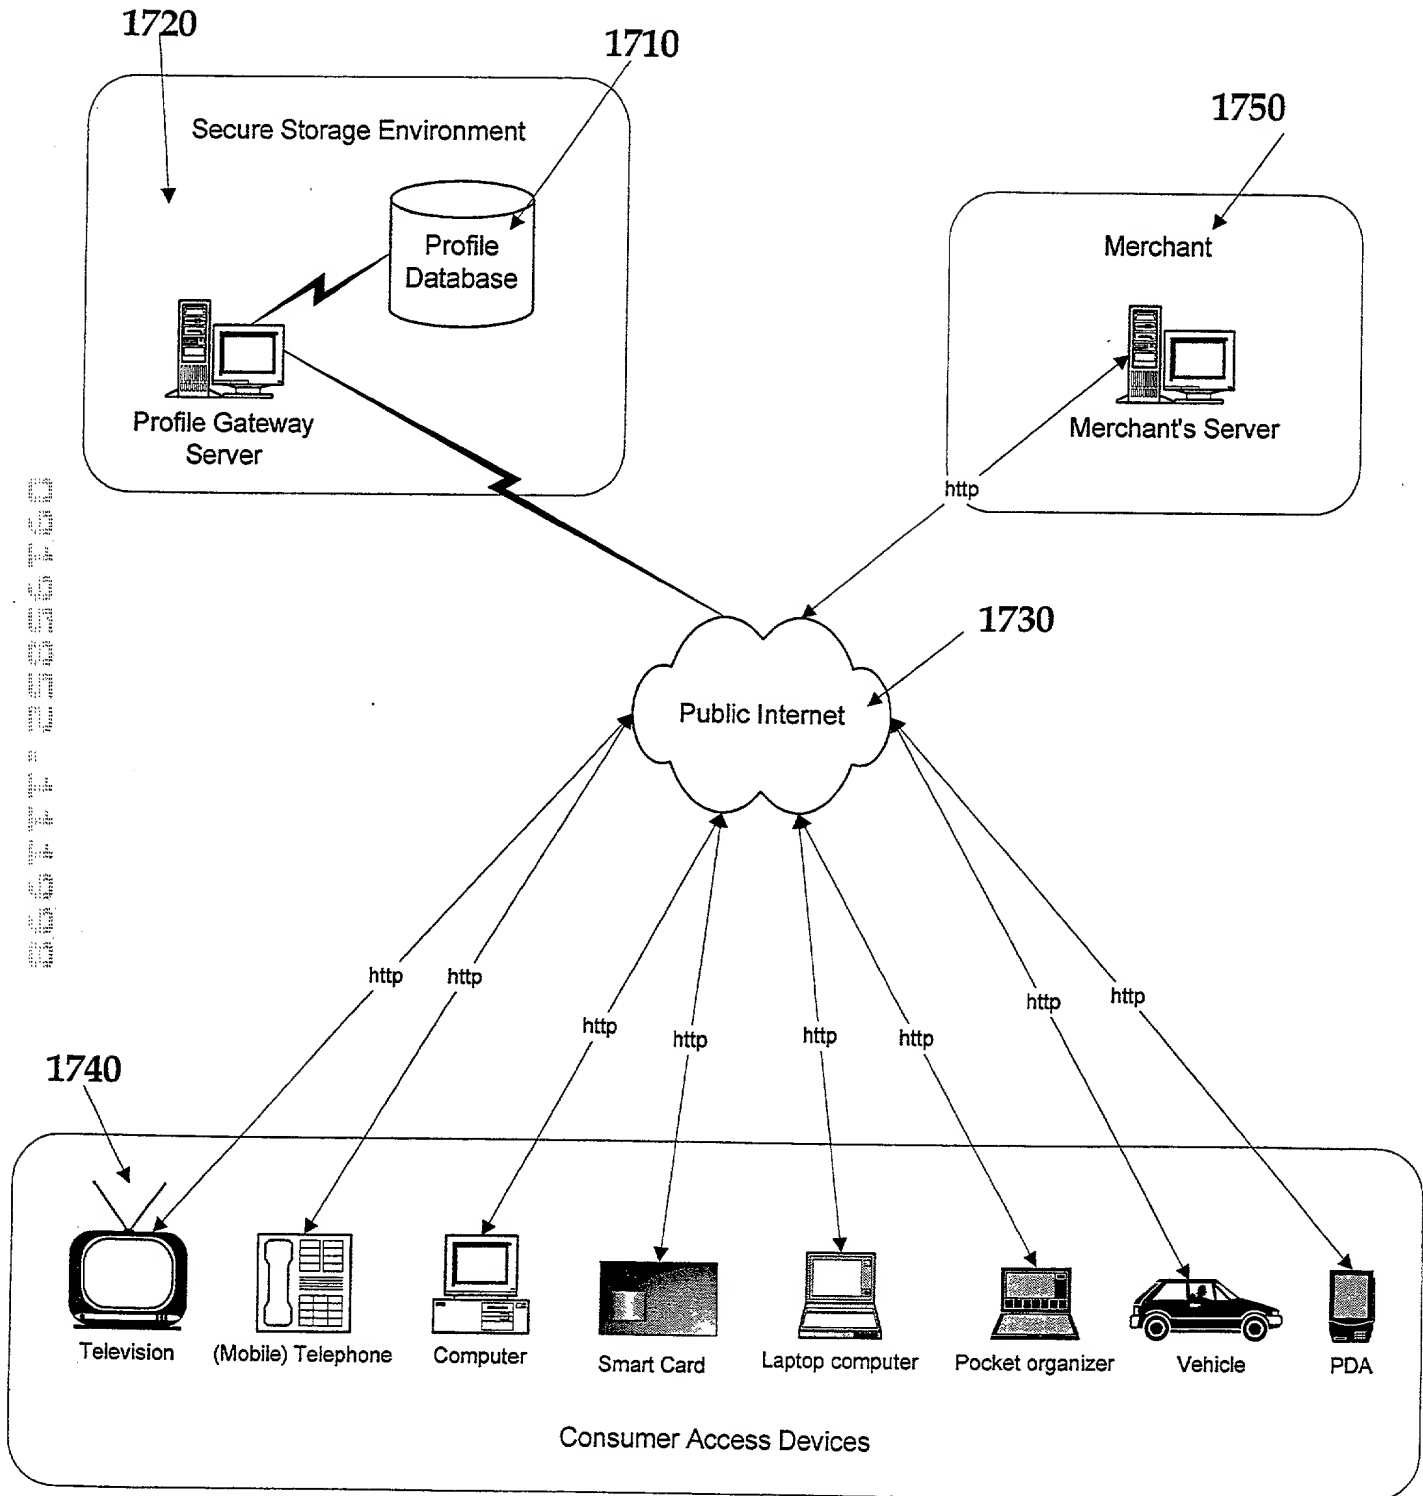 1720
1710
1750
Secure Storage Environment
Profile
Database
Merchant
Profile Gateway
Server
Merchant's Server
http
1730
Public Internet
http
http
http
http
http
http
http
http
1740
Television
(Mobile) Telephone
Computer
Smart Card
Laptop computer
Pocket organizer
Vehicle
PDA
Consumer Access Devices